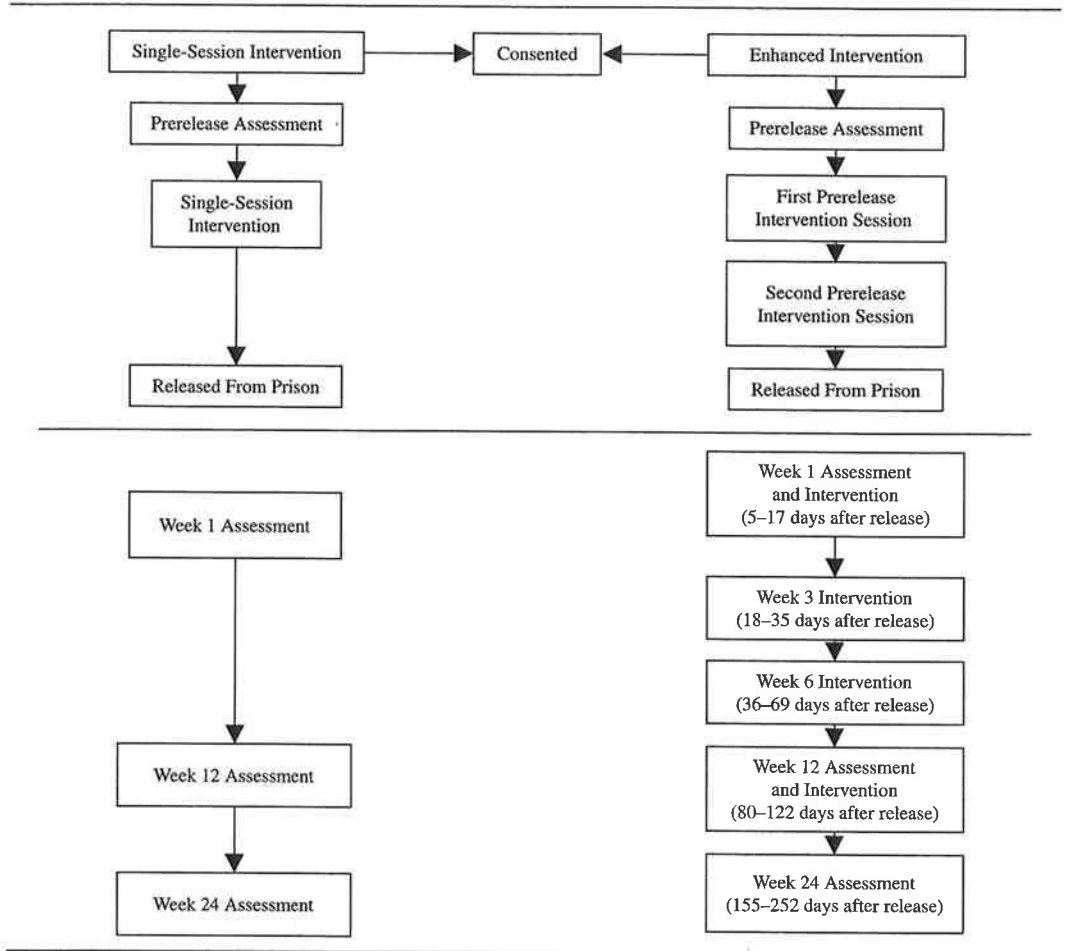 Single-Session Intervention
Consented
Enhanced Intervention
Prerelease Assessment
Prerelease Assessment
Single-Session
Intervention
First Prerelease
Intervention Session
Second Prerelease
Intervention Session
Released From Prison
Released From Prison
Week 1 Assessment
Week 1 Assessment
and Intervention
(5–17 days after release)
Week 3 Intervention
(18–35 days after release)
Week 6 Intervention
(36–69 days after release)
Week 12 Assessment
Week 12 Assessment
and Intervention
(80–122 days after release)
Week 24 Assessment
Week 24 Assessment
(155–252 days after release)